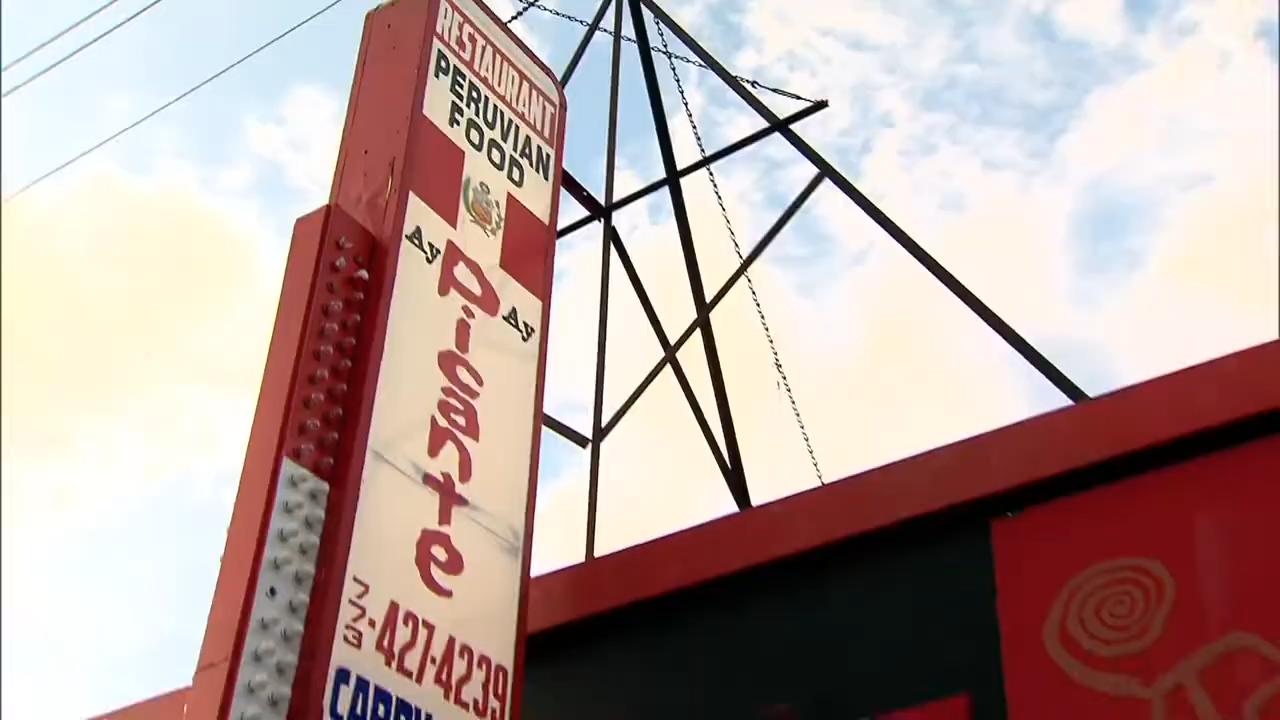 RESTAURANT
PERUVIAN
FOOD
Ay
Picante
Ay
773-427-4239